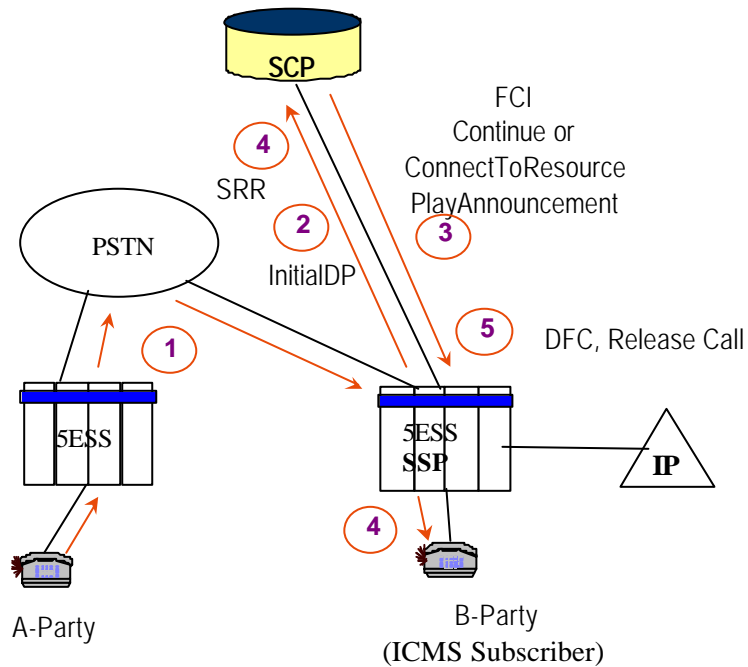 SCP
FCI
Continue or
ConnectToResource
PlayAnnouncement
4
SRR
2
3
InitialDP
PSTN
1
5
DFC, Release Call
5ESS
5ESS
SSP
IP
4
A-Party
B-Party
(ICMS Subscriber)